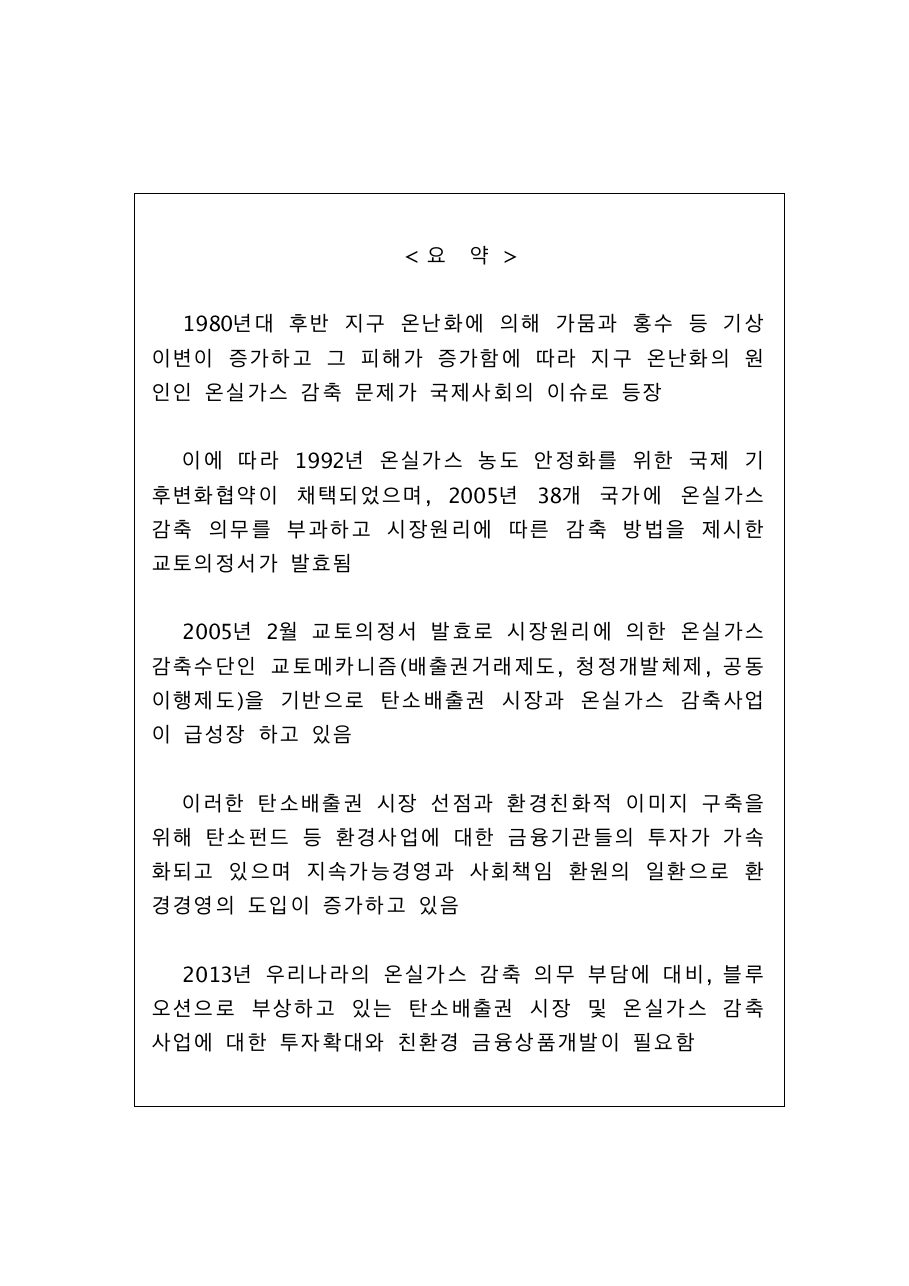 < 요 약 >
1980년대 후반 지구 온난화에 의해 가뭄과 홍수 등 기상
이변이 증가하고 그 피해가 증가함에 따라 지구 온난화의 원
인인 온실가스 감축 문제가 국제사회의 이슈로 등장
이에 따라 1992년 온실가스 농도 안정화를 위한 국제 기
후변화협약이 채택되었으며, 2005년 38개 국가에 온실가스
감축 의무를 부과하고 시장원리에 따른 감축 방법을 제시한
교토의정서가 발효됨
2005년 2월 교토의정서 발효로 시장원리에 의한 온실가스
감축수단인 교토메카니즘(배출권거래제도, 청정개발체제, 공동
이행제도)을 기반으로 탄소배출권 시장과 온실가스 감축사업
이 급성장 하고 있음
이러한 탄소배출권 시장 선점과 환경친화적 이미지 구축을
위해 탄소펀드 등 환경사업에 대한 금융기관들의 투자가 가속
화되고 있으며 지속가능경영과 사회책임 환원의 일환으로 환
경경영의 도입이 증가하고 있음
2013년 우리나라의 온실가스 감축 의무 부담에 대비, 블루
오션으로 부상하고 있는 탄소배출권 시장 및 온실가스 감축
사업에 대한 투자확대와 친환경 금융상품개발이 필요함